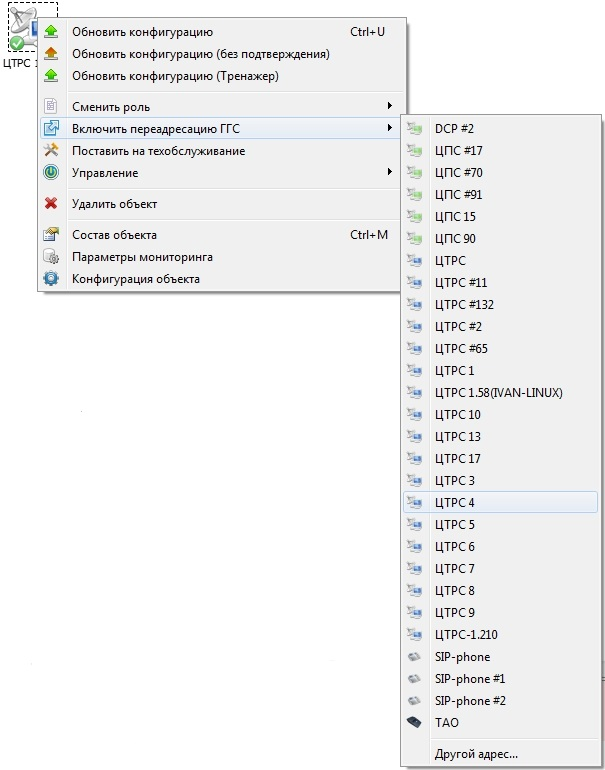 ЦТРС 1
Обновить конфигурацию Ctrl+U
Обновить конфигурацию (без подтверждения)
Обновить конфигурацию (Тренажер)
Сменить роль
Включить переадресацию ГГС
Поставить на техобслуживание
Управление
Удалить объект
Состав объекта Ctrl+M
Параметры мониторинга
Конфигурация объекта
DCP #2
ЦПС #17
ЦПС #70
ЦПС #91
ЦПС 15
ЦПС 90
ЦТРС
ЦТРС #11
ЦТРС #132
ЦТРС #2
ЦТРС #65
ЦТРС 1
ЦТРС 1.58(IVAN-LINUX)
ЦТРС 10
ЦТРС 13
ЦТРС 17
ЦТРС 3
ЦТРС 4
ЦТРС 5
ЦТРС 6
ЦТРС 7
ЦТРС 8
ЦТРС 9
ЦТРС-1.210
SIP-phone
SIP-phone #1
SIP-phone #2
TAO
Другой адрес...